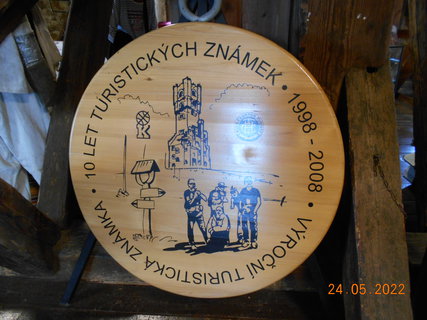 10 LET TURISTICKÝCH ZNÁMEK • 1998 - 2008 •
VÝROČNÍ TURISTICKÁ ZNÁMKA •
24.05.2022